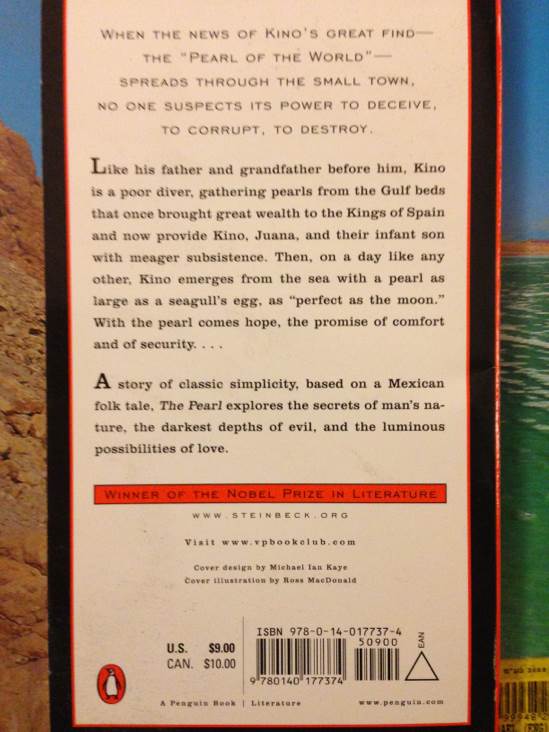 WHEN THE NEWS OF KINO'S GREAT FIND—
THE "PEARL OF THE WORLD"—
SPREADS THROUGH THE SMALL TOWN,
NO ONE SUSPECTS ITS POWER TO DECEIVE,
TO CORRUPT, TO DESTROY.
Like his father and grandfather before him, Kino
is a poor diver, gathering pearls from the Gulf beds
that once brought great wealth to the Kings of Spain
and now provide Kino, Juana, and their infant son
with meager subsistence. Then, on a day like any
other, Kino emerges from the sea with a pearl as
large as a seagull's egg, as "perfect as the moon."
With the pearl comes hope, the promise of comfort
and of security. . . .
A story of classic simplicity, based on a Mexican
folk tale, The Pearl explores the secrets of man's na-
ture, the darkest depths of evil, and the luminous
possibilities of love.
WINNER OF THE NOBEL PRIZE IN LITERATURE
WWW.STEINBECK.ORG
Visit www.vpbookclub.com
Cover design by Michael Ian Kaye
Cover illustration by Ross MacDonald
ISBN 978-0-14-017737-4
50900
EAN
U.S. $9.00
CAN. $10.00
9 780140 177374
A Penguin Book | Literature
www.penguin.com